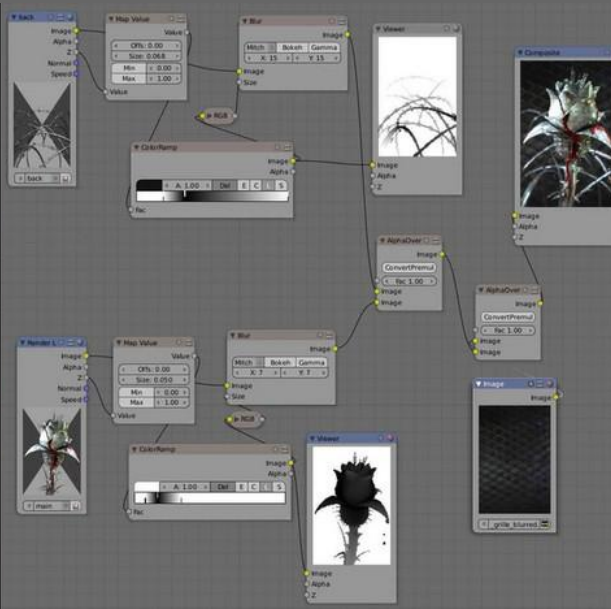 back
Image
Alpha
Z
Normal
Speed
back
Map Value
Value
Offs: 0.00
Size: 0.068
Min 0.00
Max 1.00
Value
Blur
Image
Mitch Bokeh Gamma
X: 15 Y: 15
Image
Size
RGB
ColorRamp
Image
Alpha
A: 1.00 Del E C L S
Fac
Viewer
Image
Alpha
Z
Composite
Image
Alpha
Z
AlphaOver
Image
ConvertPremul
Fac 1.00
Image
Image
AlphaOver
Image
ConvertPremul
Fac 1.00
Image
Image
Render L
Image
Alpha
Z
Normal
Speed
main
Map Value
Value
Offs: 0.00
Size: 0.050
Min 0.00
Max 1.00
Value
Blur
Image
Mitch Bokeh Gamma
X: 7 Y: 7
Image
Size
RGB
ColorRamp
Image
Alpha
A: 1.00 Del E C L S
Fac
Viewer
Image
Alpha
Z
Image
Image
_grille_blurred.